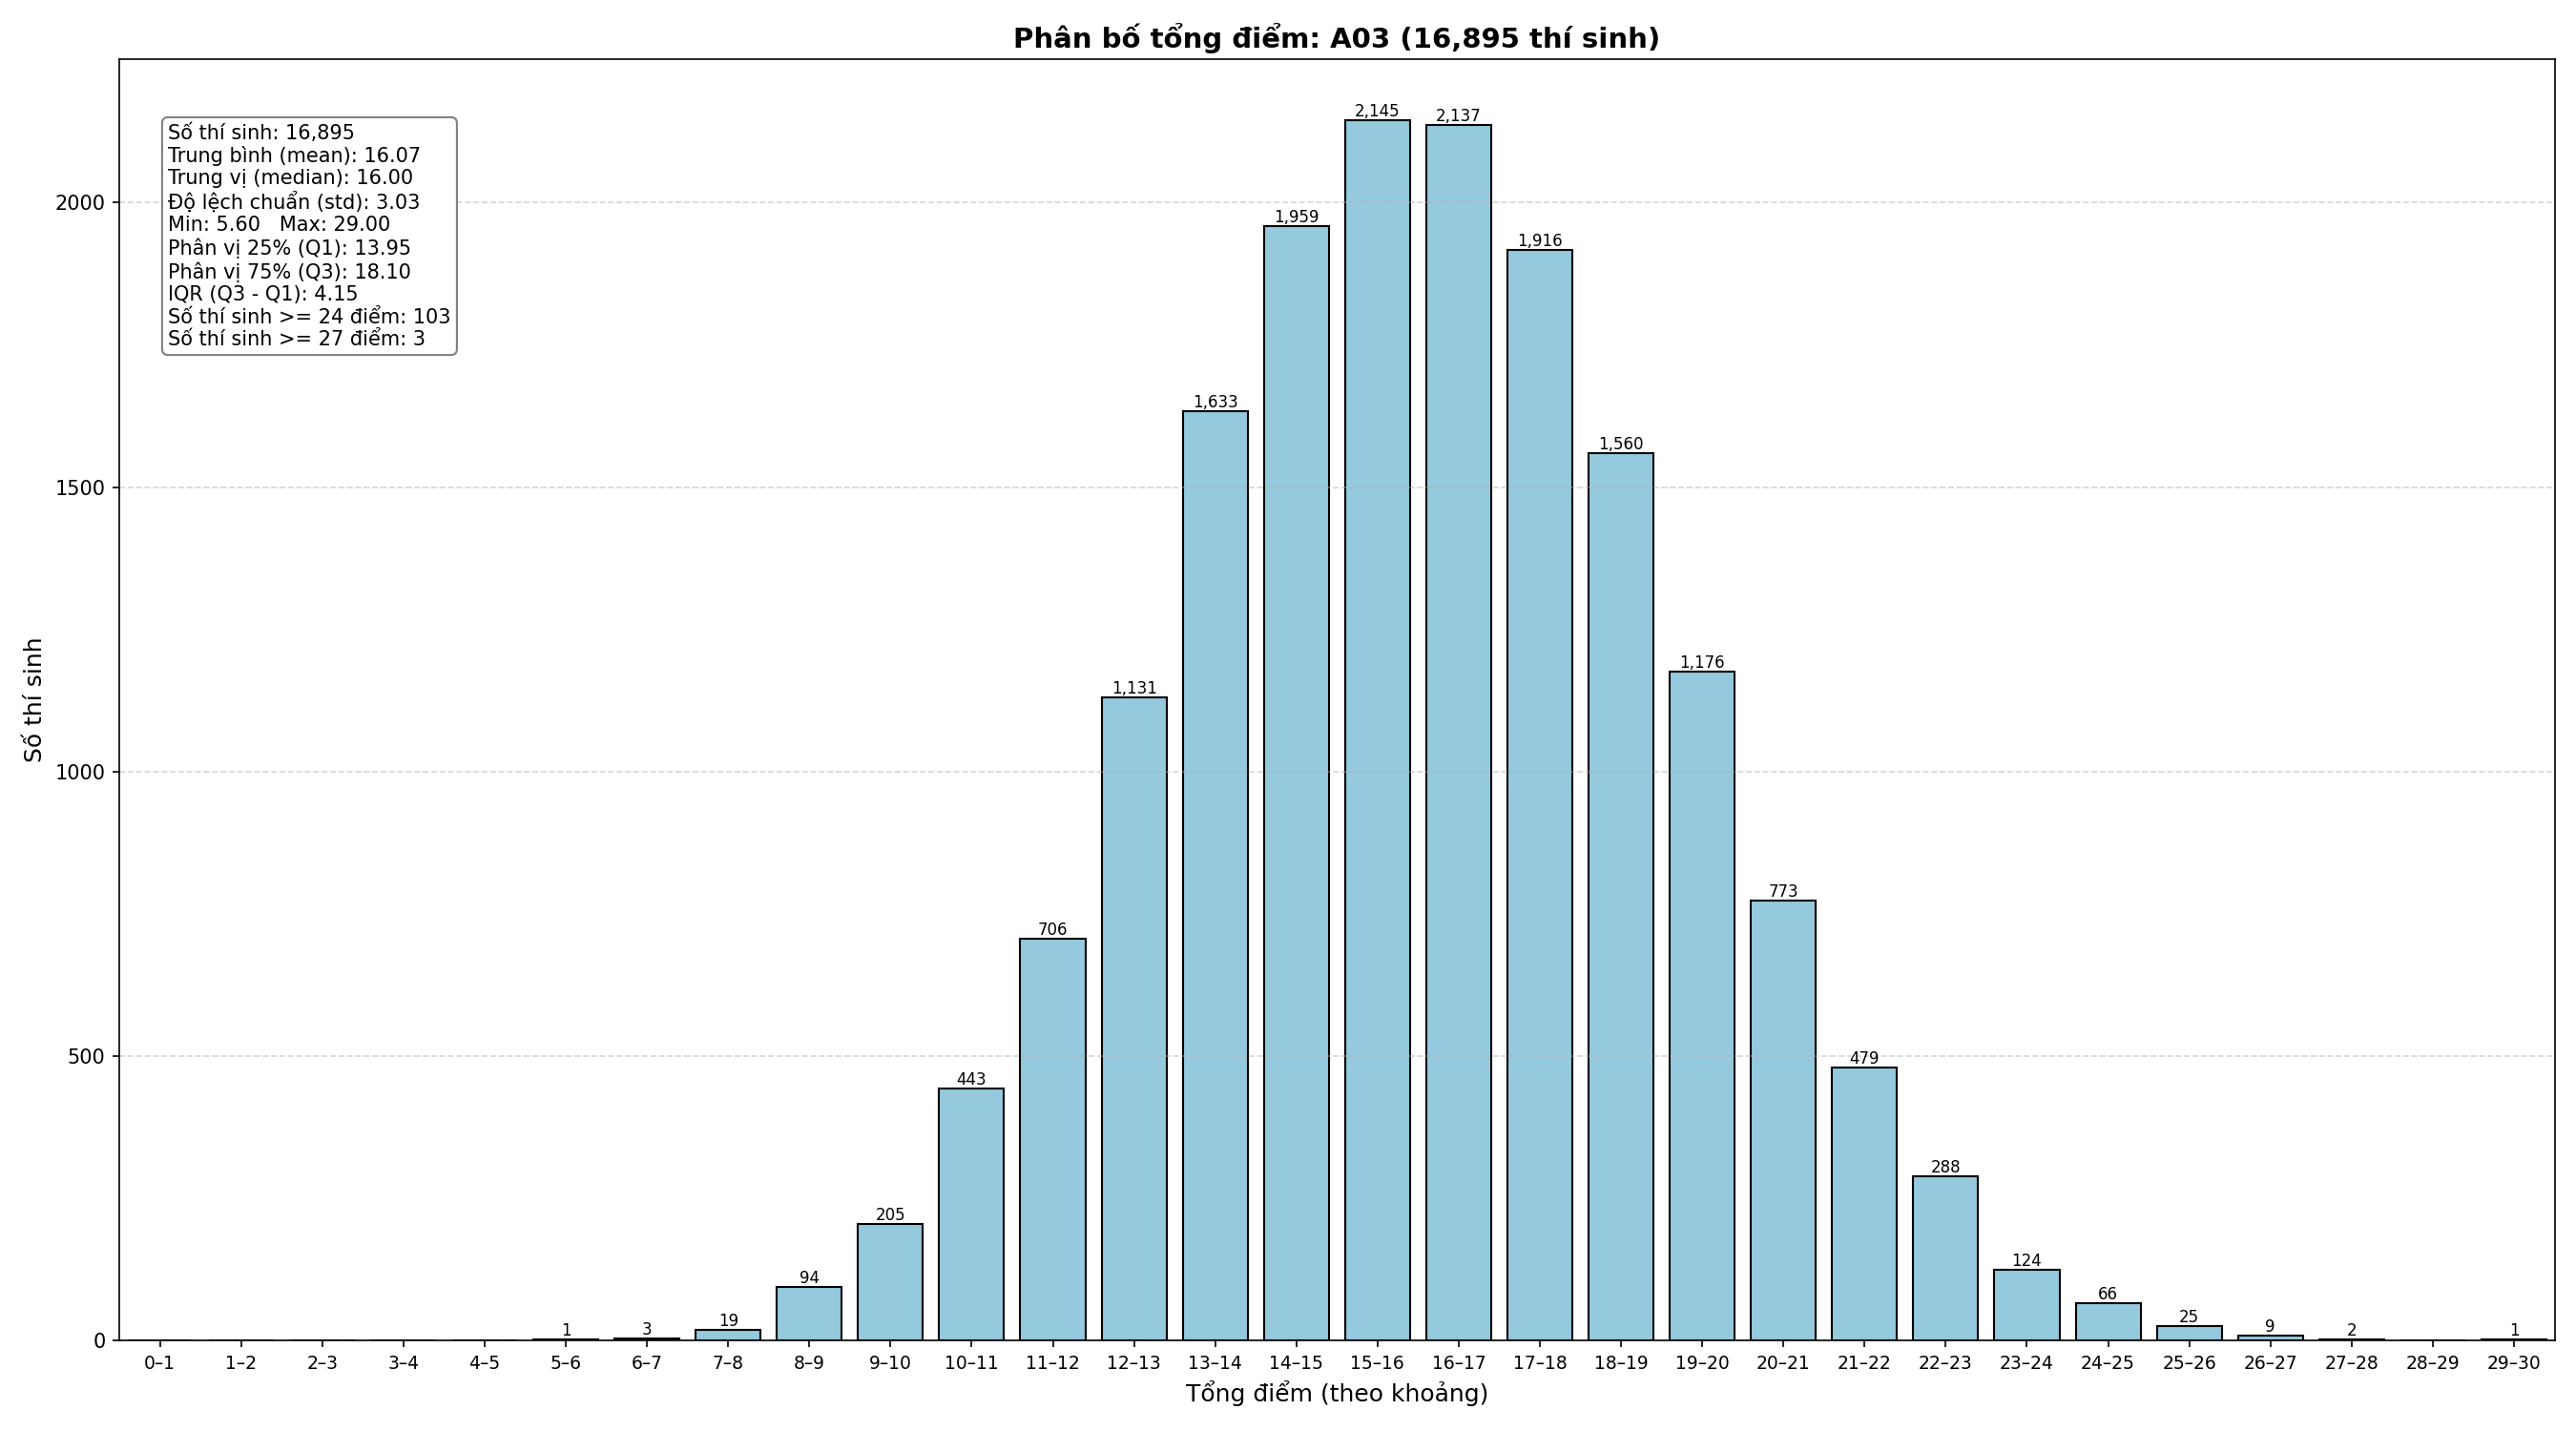 Phân bố tổng điểm: A03 (16,895 thí sinh)
Số thí sinh: 16,895
Trung bình (mean): 16.07
Trung vị (median): 16.00
Độ lệch chuẩn (std): 3.03
Min: 5.60   Max: 29.00
Phân vị 25% (Q1): 13.95
Phân vị 75% (Q3): 18.10
IQR (Q3 - Q1): 4.15
Số thí sinh >= 24 điểm: 103
Số thí sinh >= 27 điểm: 3
Số thí sinh
2000
1500
1000
500
0
1
3
19
94
205
443
706
1,131
1,633
1,959
2,145
2,137
1,916
1,560
1,176
773
479
288
124
66
25
9
2
1
0–1 1–2 2–3 3–4 4–5 5–6 6–7 7–8 8–9 9–10 10–11 11–12 12–13 13–14 14–15 15–16 16–17 17–18 18–19 19–20 20–21 21–22 22–23 23–24 24–25 25–26 26–27 27–28 28–29 29–30
Tổng điểm (theo khoảng)